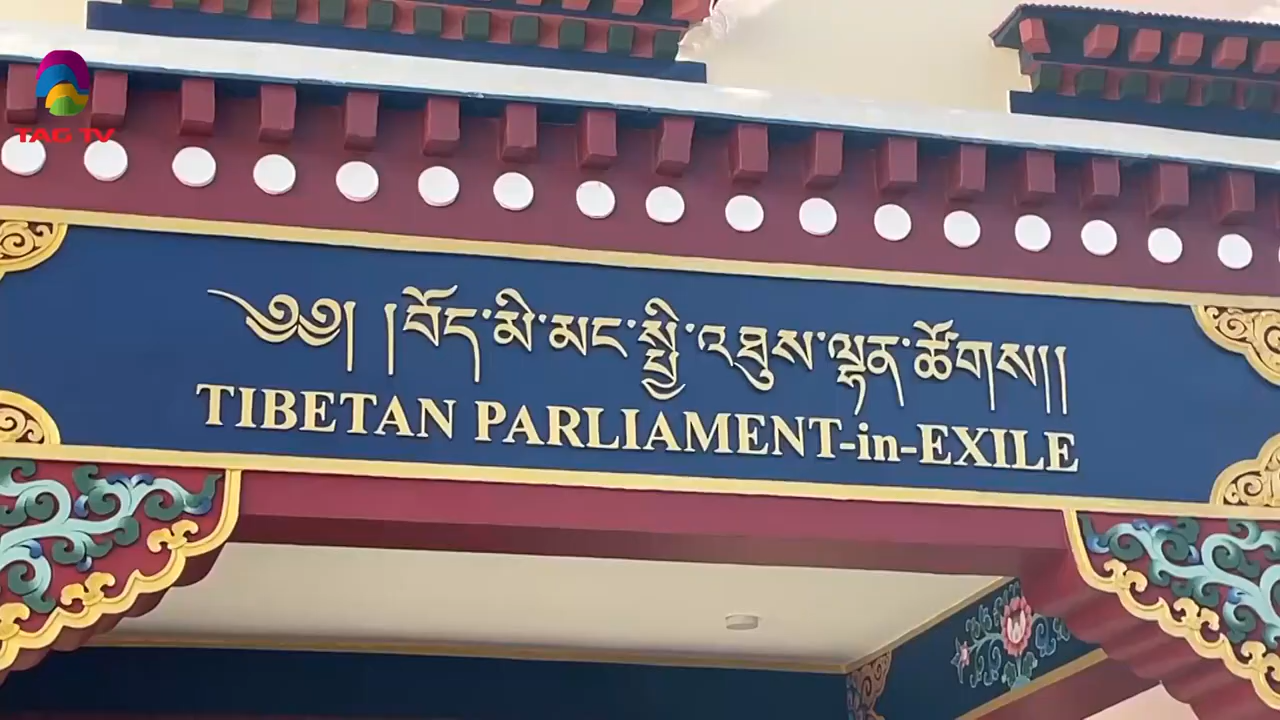 TAG TV
༄༅། །བོད་མི་མང་སྤྱི་འཐུས་ལྷན་ཚོགས།།
TIBETAN PARLIAMENT-in-EXILE